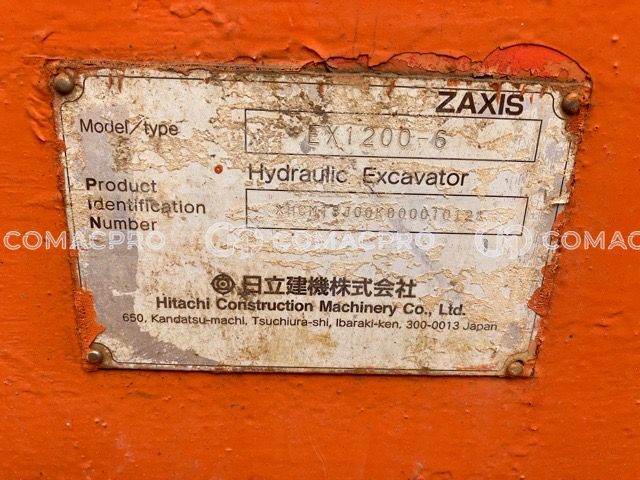 ZAXIS
Model/type EX1200-6
Hydraulic Excavator
Product
Identification
Number
COMACPRO COMACPRO COMACPRO
日立建機株式会社
Hitachi Construction Machinery Co., Ltd.
650, Kandatsu-machi, Tsuchiura-shi, Ibaraki-ken, 300-0013 Japan